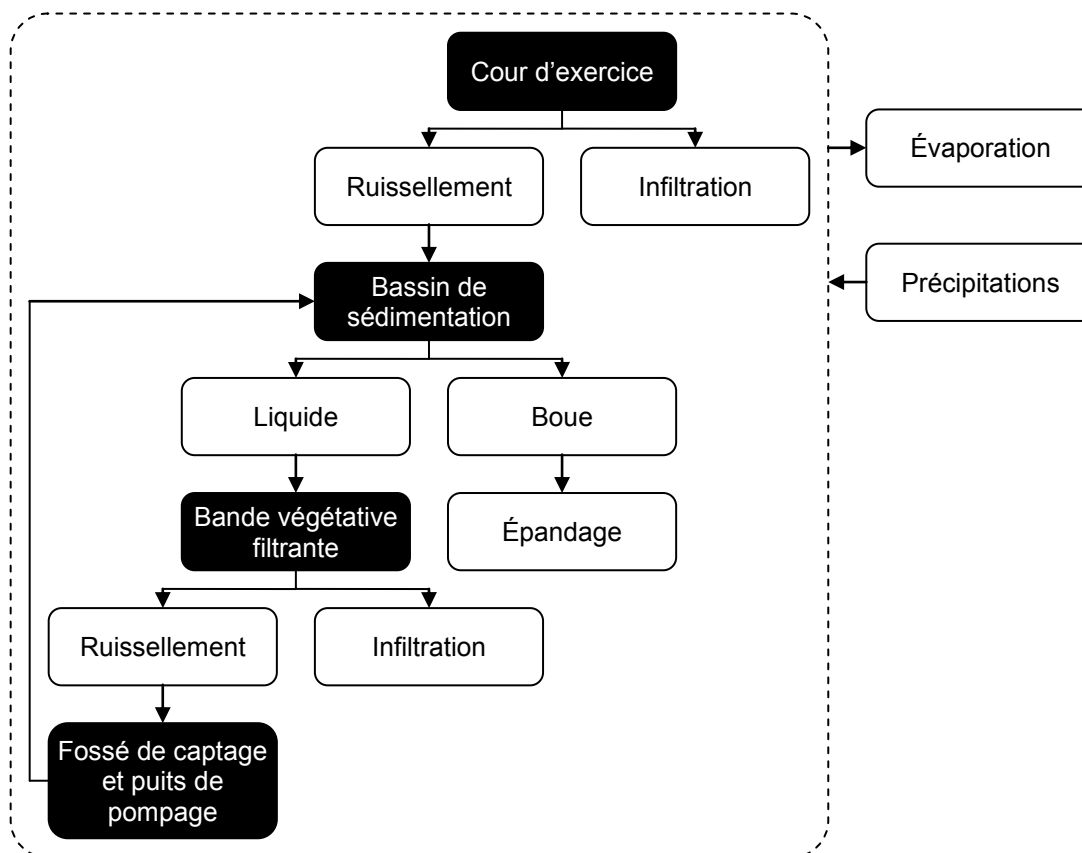 Cour d’exercice
Évaporation
Ruissellement
Infiltration
Précipitations
Bassin de
sédimentation
Liquide
Boue
Bande végétative
filtrante
Épandage
Ruissellement
Infiltration
Fossé de captage
et puits de
pompage